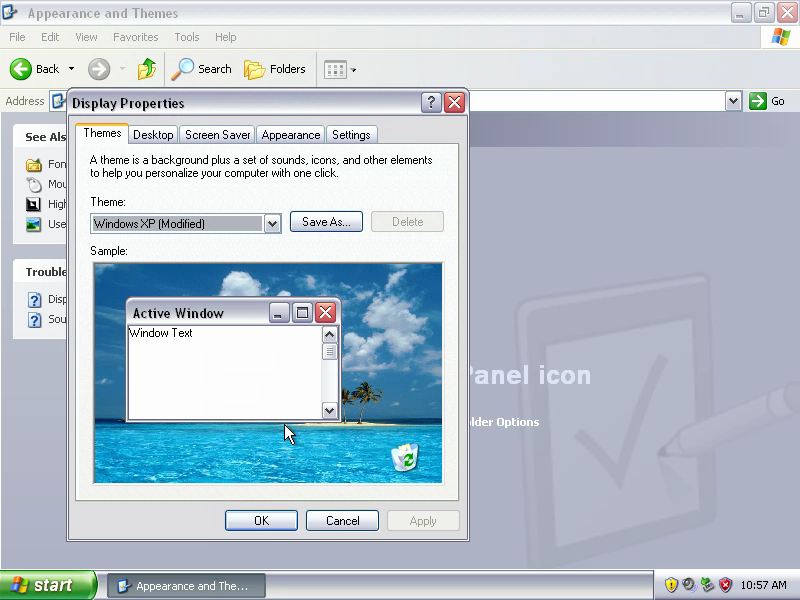 Appearance and Themes
File Edit View Favorites Tools Help
Back Search Folders
Address Go
Display Properties
Themes Desktop Screen Saver Appearance Settings
A theme is a background plus a set of sounds, icons, and other elements
to help you personalize your computer with one click.
Theme:
Windows XP (Modified) Save As... Delete
Sample:
Active Window
Window Text
OK Cancel Apply
See Als
Fon
Mou
High
Use
Trouble
Disp
Sou
Panel icon
lder Options
start Appearance and The... 10:57 AM